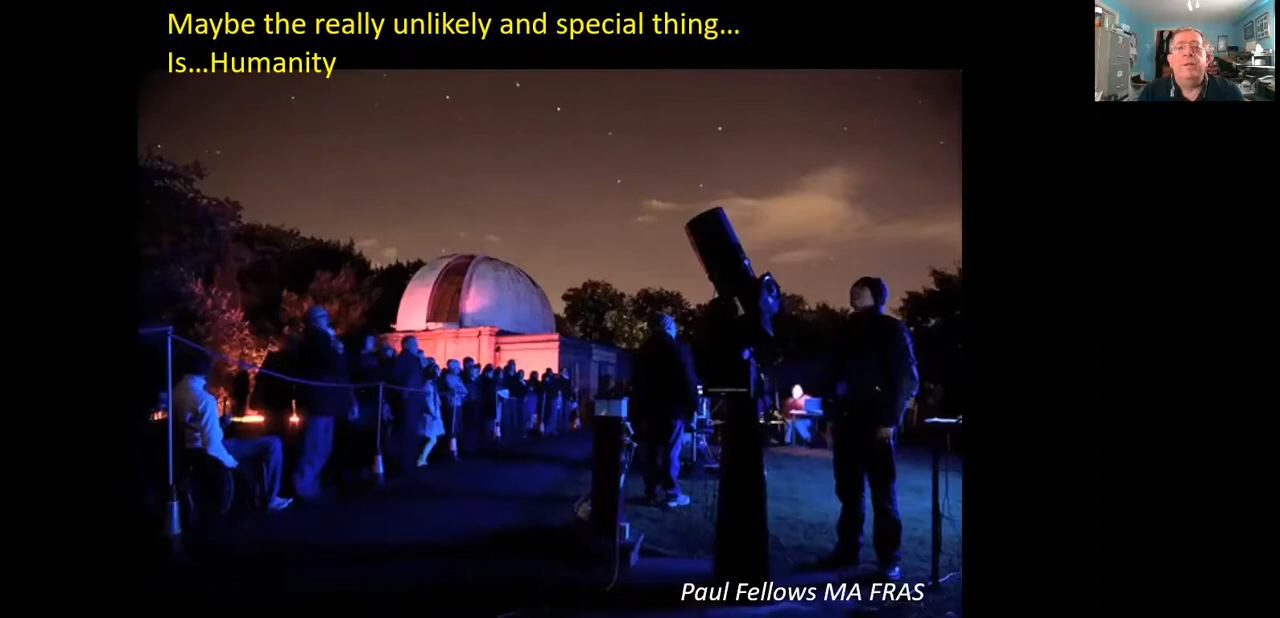 Maybe the really unlikely and special thing…
Is…Humanity
Paul Fellows MA FRAS